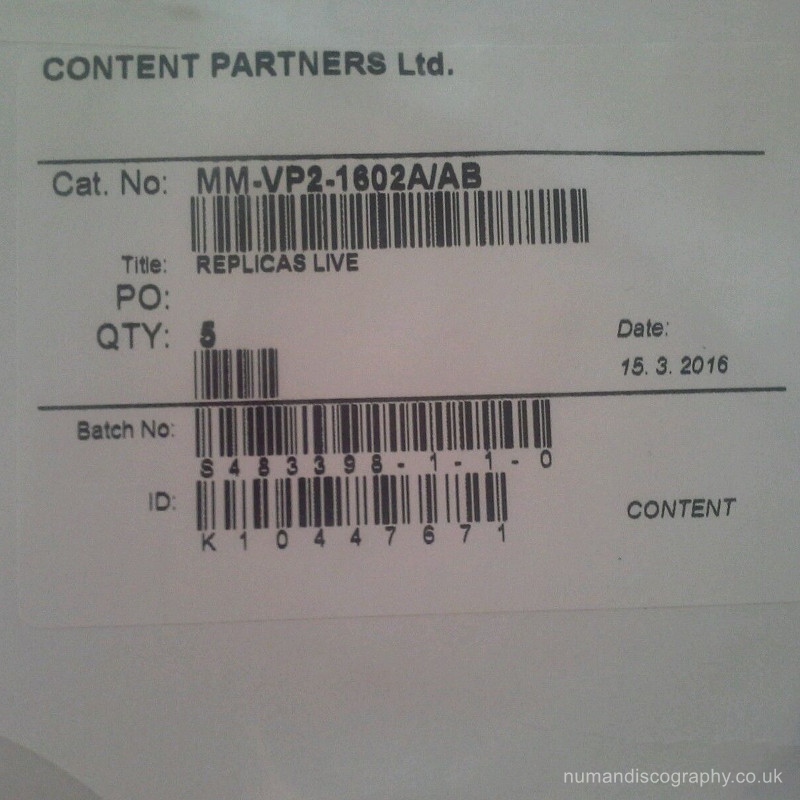 CONTENT PARTNERS Ltd.
Cat. No: MM-VP2-1602A/AB
Title: REPLICAS LIVE
PO:
QTY: 5
Date:
15. 3. 2016
Batch No:
S483398-1-1-0
ID:
K10447671
CONTENT
numandiscography.co.uk